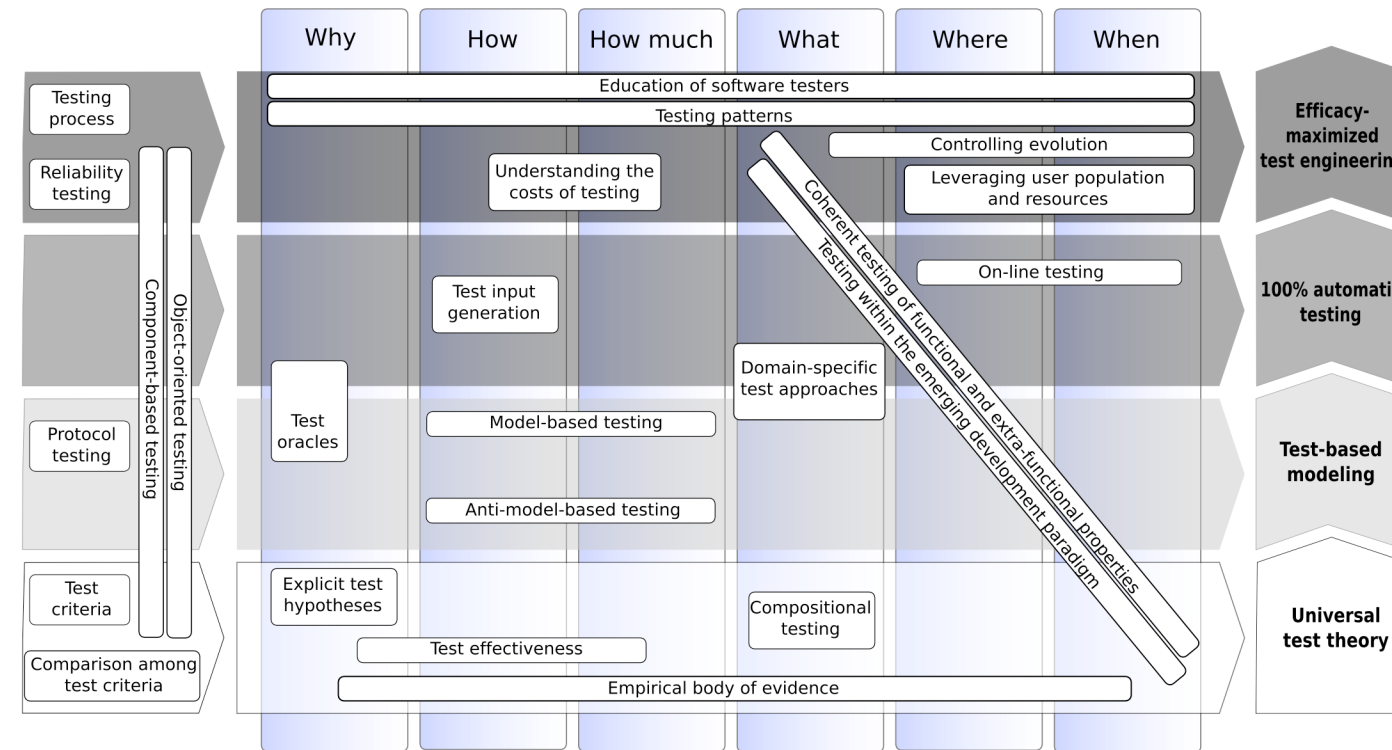 Why
How
How much
What
Where
When
Education of software testers
Testing patterns
Testing
process
Reliability
testing
Component-based testing
Object-oriented testing
Understanding the
costs of testing
Controlling evolution
Leveraging user population
and resources
Coherent testing of functional and extra-functional properties
Testing within the emerging development paradigm
Efficacy-
maximized
test engineerin
Test input
generation
On-line testing
100% automati
testing
Test
oracles
Domain-specific
test approaches
Protocol
testing
Model-based testing
Anti-model-based testing
Test-based
modeling
Test
criteria
Comparison among
test criteria
Explicit test
hypotheses
Compositional
testing
Test effectiveness
Empirical body of evidence
Universal
test theory